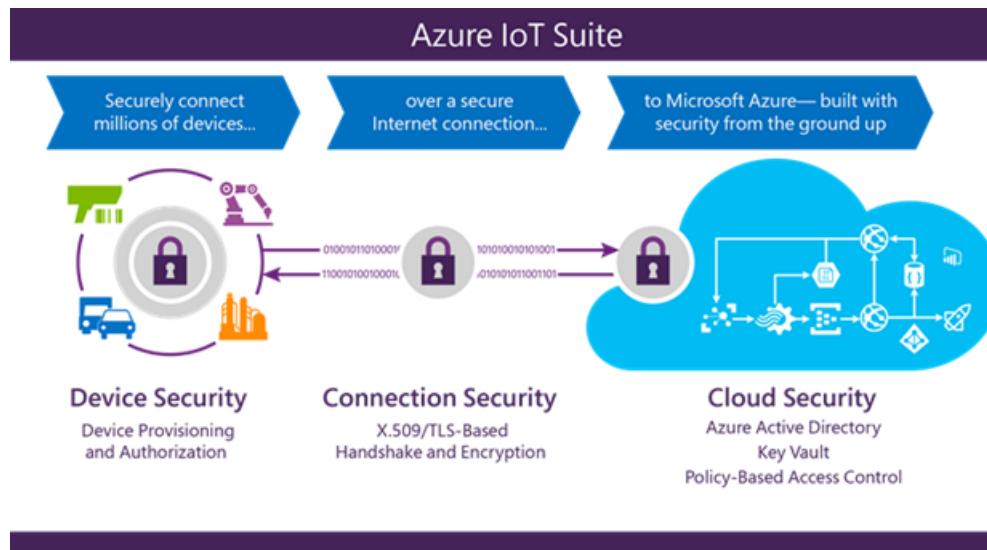 Azure IoT Suite
Securely connect
millions of devices...
over a secure
Internet connection...
to Microsoft Azure— built with
security from the ground up
Device Security
Device Provisioning
and Authorization
Connection Security
X.509/TLS-Based
Handshake and Encryption
Cloud Security
Azure Active Directory
Key Vault
Policy-Based Access Control